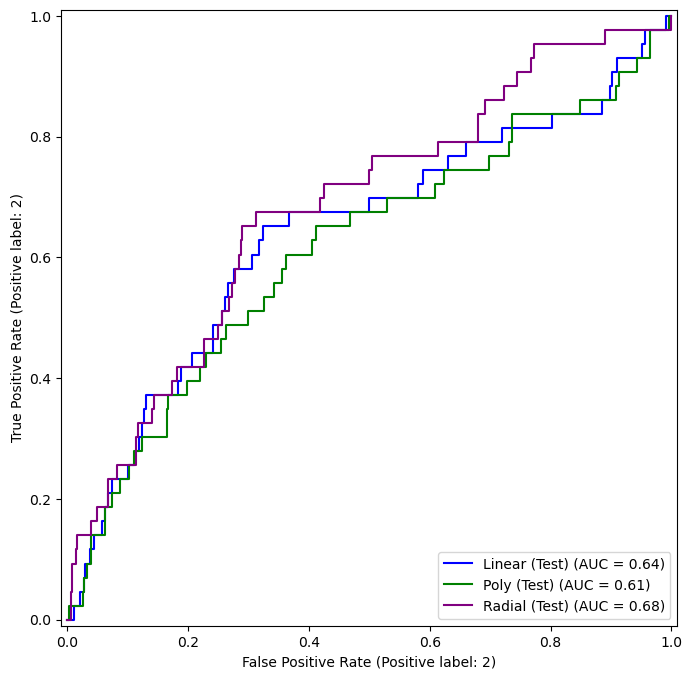 1.0
0.8
0.6
0.4
0.2
0.0
True Positive Rate (Positive label: 2)
Linear (Test) (AUC = 0.64)
Poly (Test) (AUC = 0.61)
Radial (Test) (AUC = 0.68)
0.0 0.2 0.4 0.6 0.8 1.0
False Positive Rate (Positive label: 2)